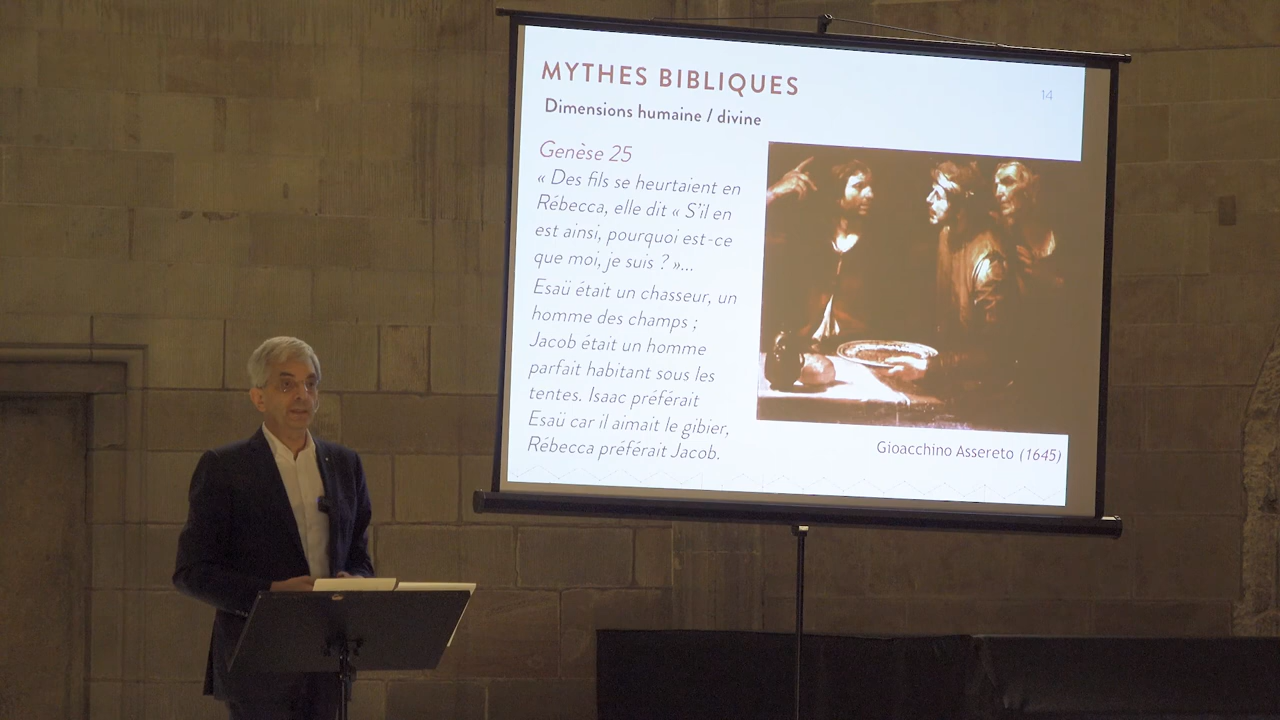 MYTHES BIBLIQUES
14
Dimensions humaine / divine
Genèse 25
« Des fils se heurtaient en
Rébecca, elle dit « S'il en
est ainsi, pourquoi est-ce
que moi, je suis ? »...
Esaü était un chasseur, un
homme des champs ;
Jacob était un homme
parfait habitant sous les
tentes. Isaac préférait
Esaü car il aimait le gibier,
Rébecca préférait Jacob.
Gioacchino Assereto (1645)